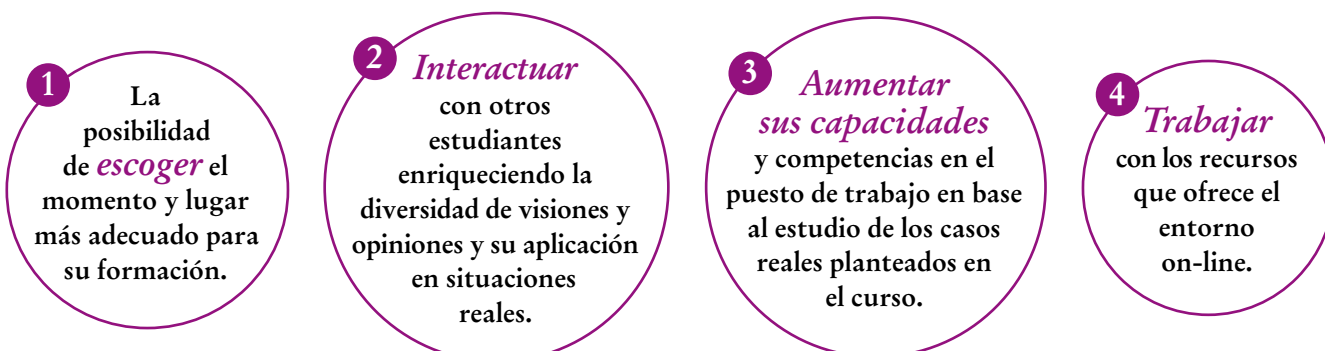 1
La
posibilidad
de escoger el
momento y lugar
más adecuado para
su formación.
2
Interactuar
con otros
estudiantes
enriqueciendo la
diversidad de visiones y
opiniones y su aplicación
en situaciones
reales.
3
Aumentar
sus capacidades
y competencias en el
puesto de trabajo en base
al estudio de los casos
reales planteados en
el curso.
4
Trabajar
con los recursos
que ofrece el
entorno
on-line.